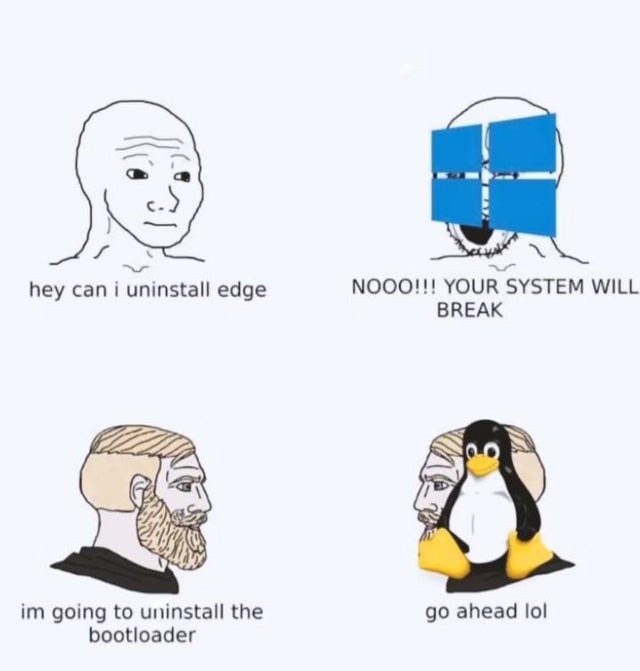 hey can i uninstall edge
NOOO!!! YOUR SYSTEM WILL
BREAK
im going to uninstall the
bootloader
go ahead lol